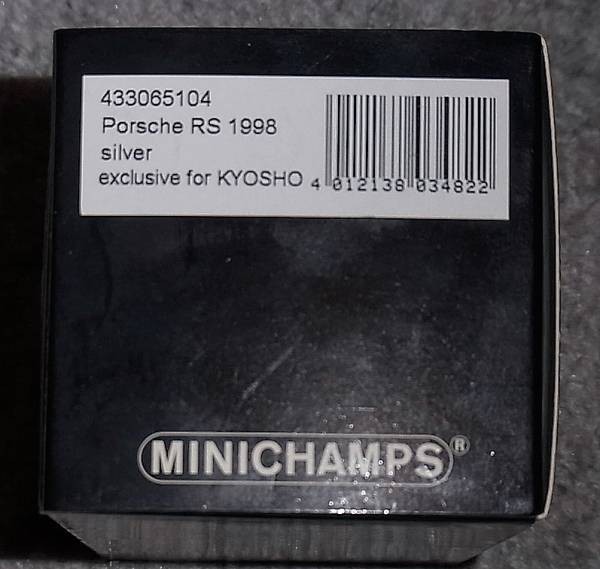 433065104
Porsche RS 1998
silver
exclusive for KYOSHO
4 012138 034822
MINICHAMPS®